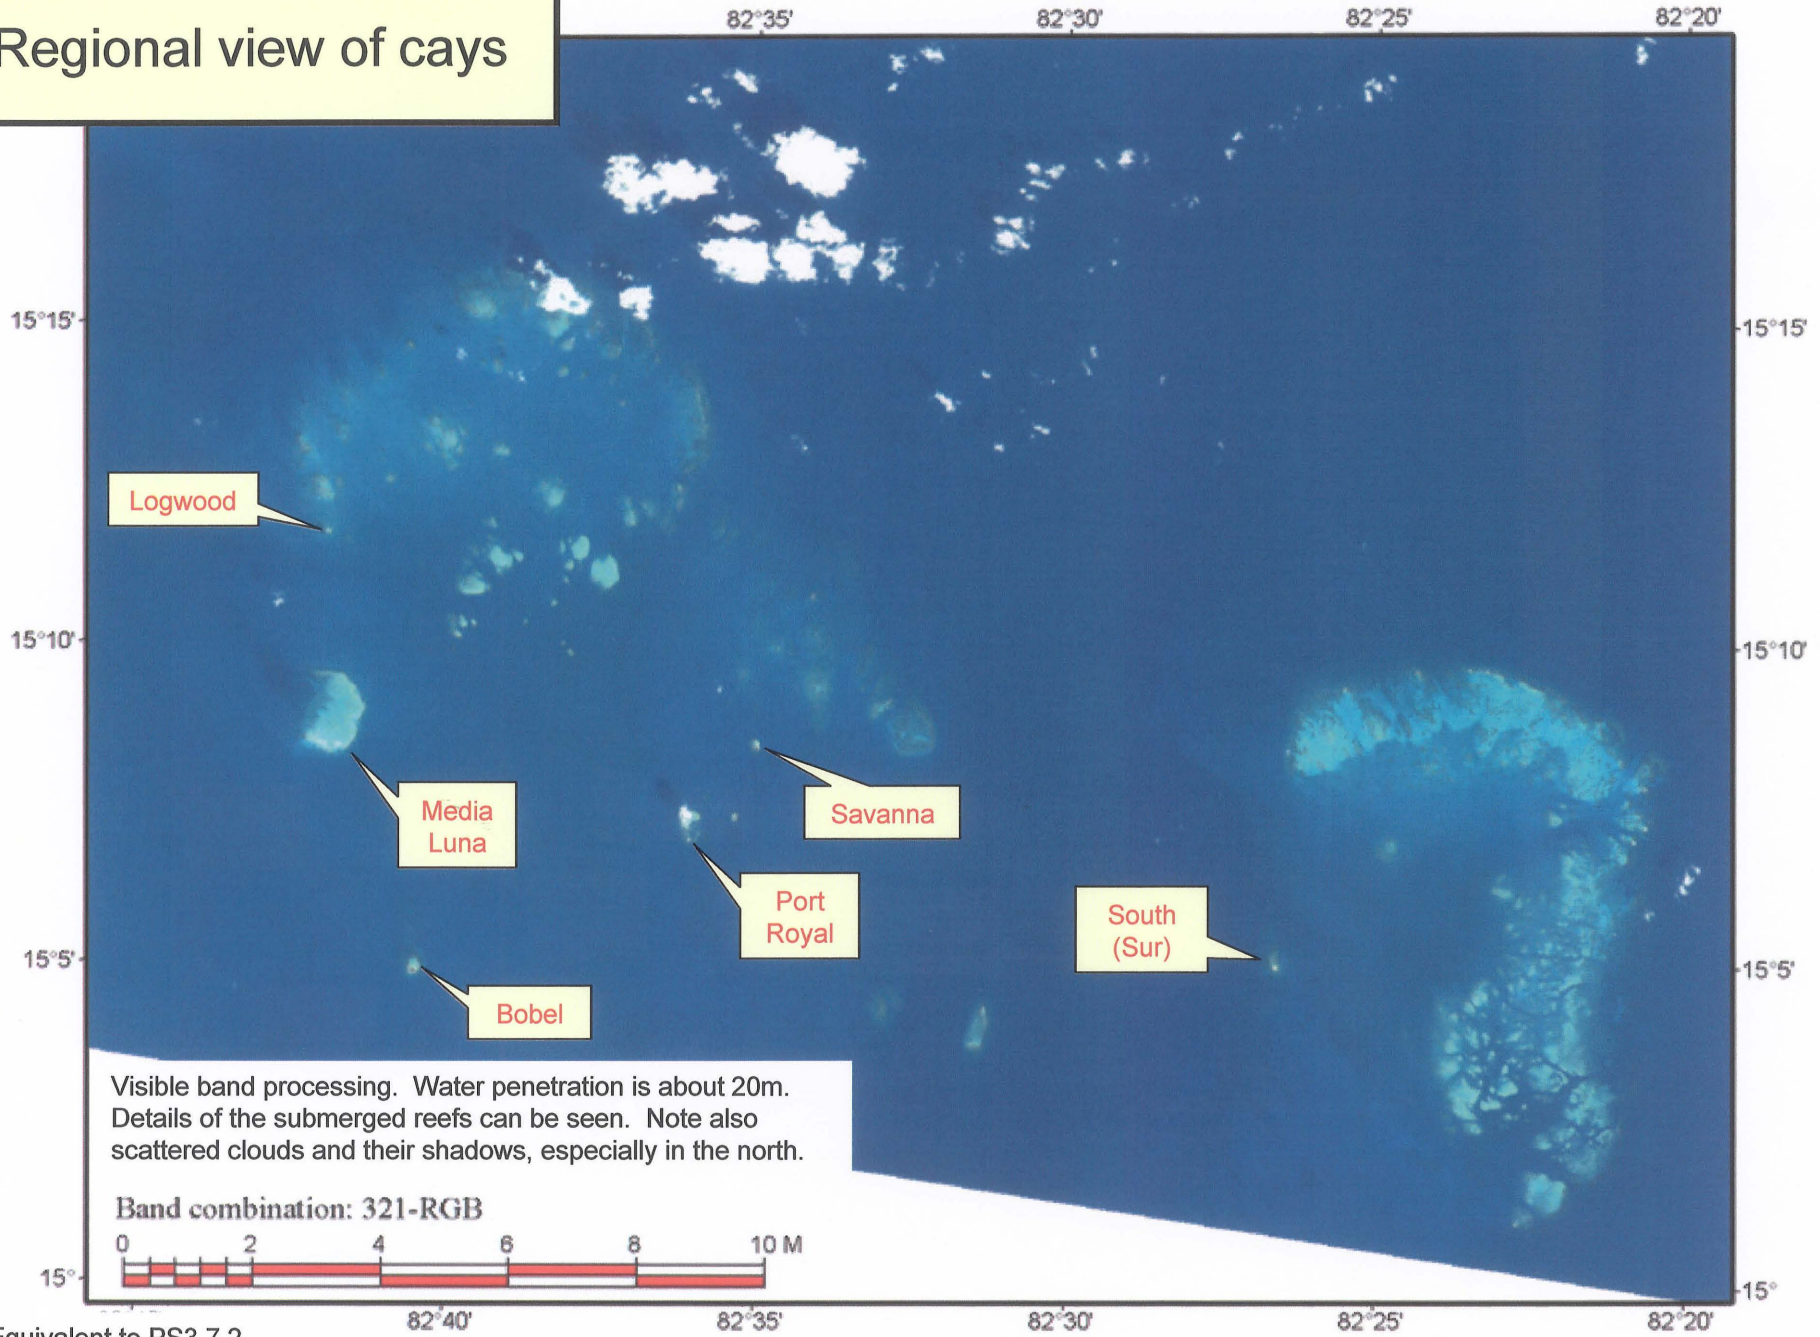 Regional view of cays
82°35'
82°30'
82°25'
82°20'
15°15'
15°15'
Logwood
15°10'
15°10'
Media
Luna
Savanna
Port
Royal
South
(Sur)
15°5'
15°5'
Bobel
Visible band processing.  Water penetration is about 20m.
Details of the submerged reefs can be seen.  Note also
scattered clouds and their shadows, especially in the north.
Band combination: 321-RGB
0 2 4 6 8 10 M
15°
15°
82°40'
82°35'
82°30'
82°25'
82°20'